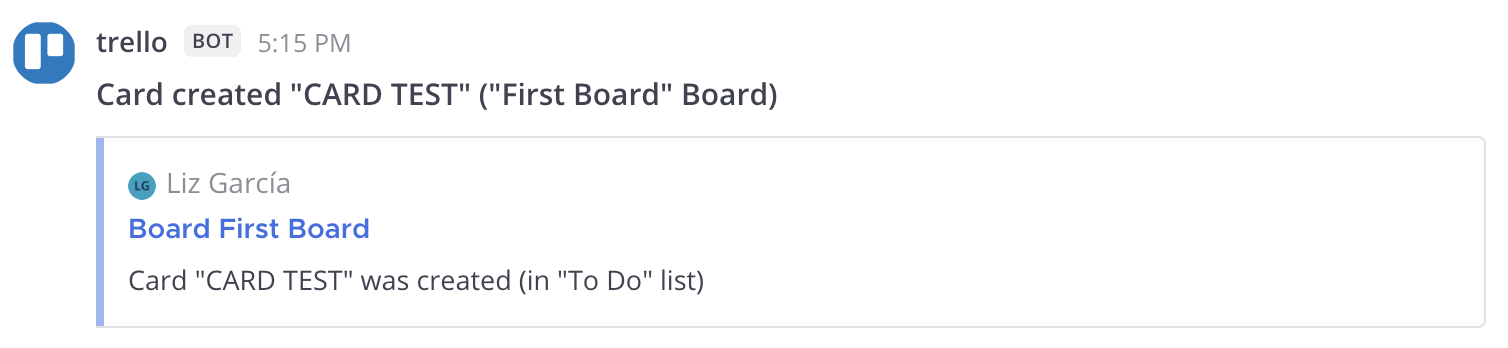 trello BOT 5:15 PM
Card created "CARD TEST" ("First Board" Board)
LG Liz García
Board First Board
Card "CARD TEST" was created (in "To Do" list)